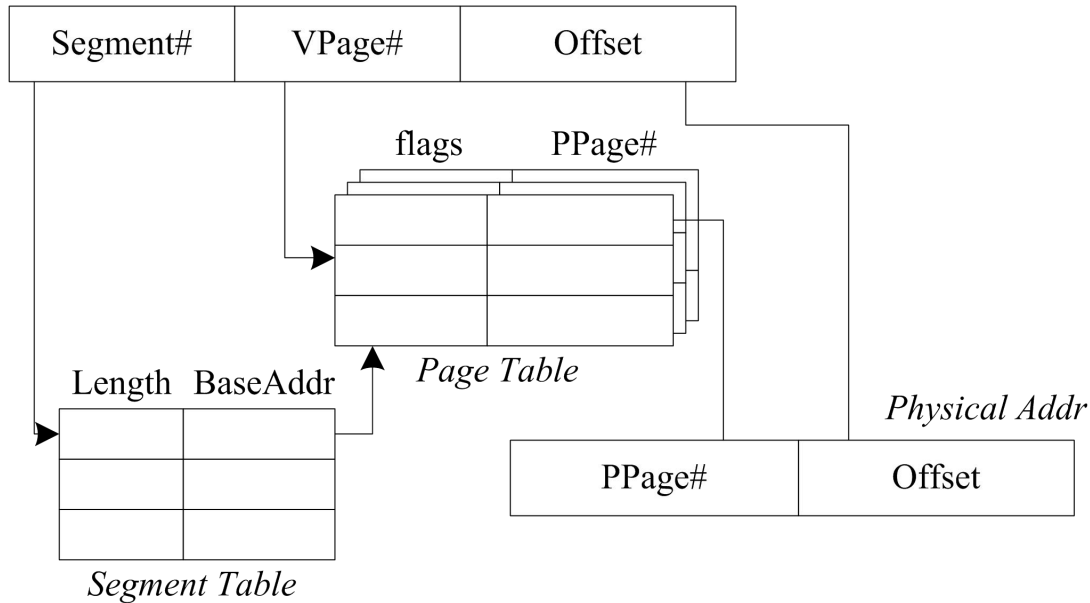 Segment# VPage# Offset
flags PPage#
Page Table
Length BaseAddr
Physical Addr
PPage# Offset
Segment Table